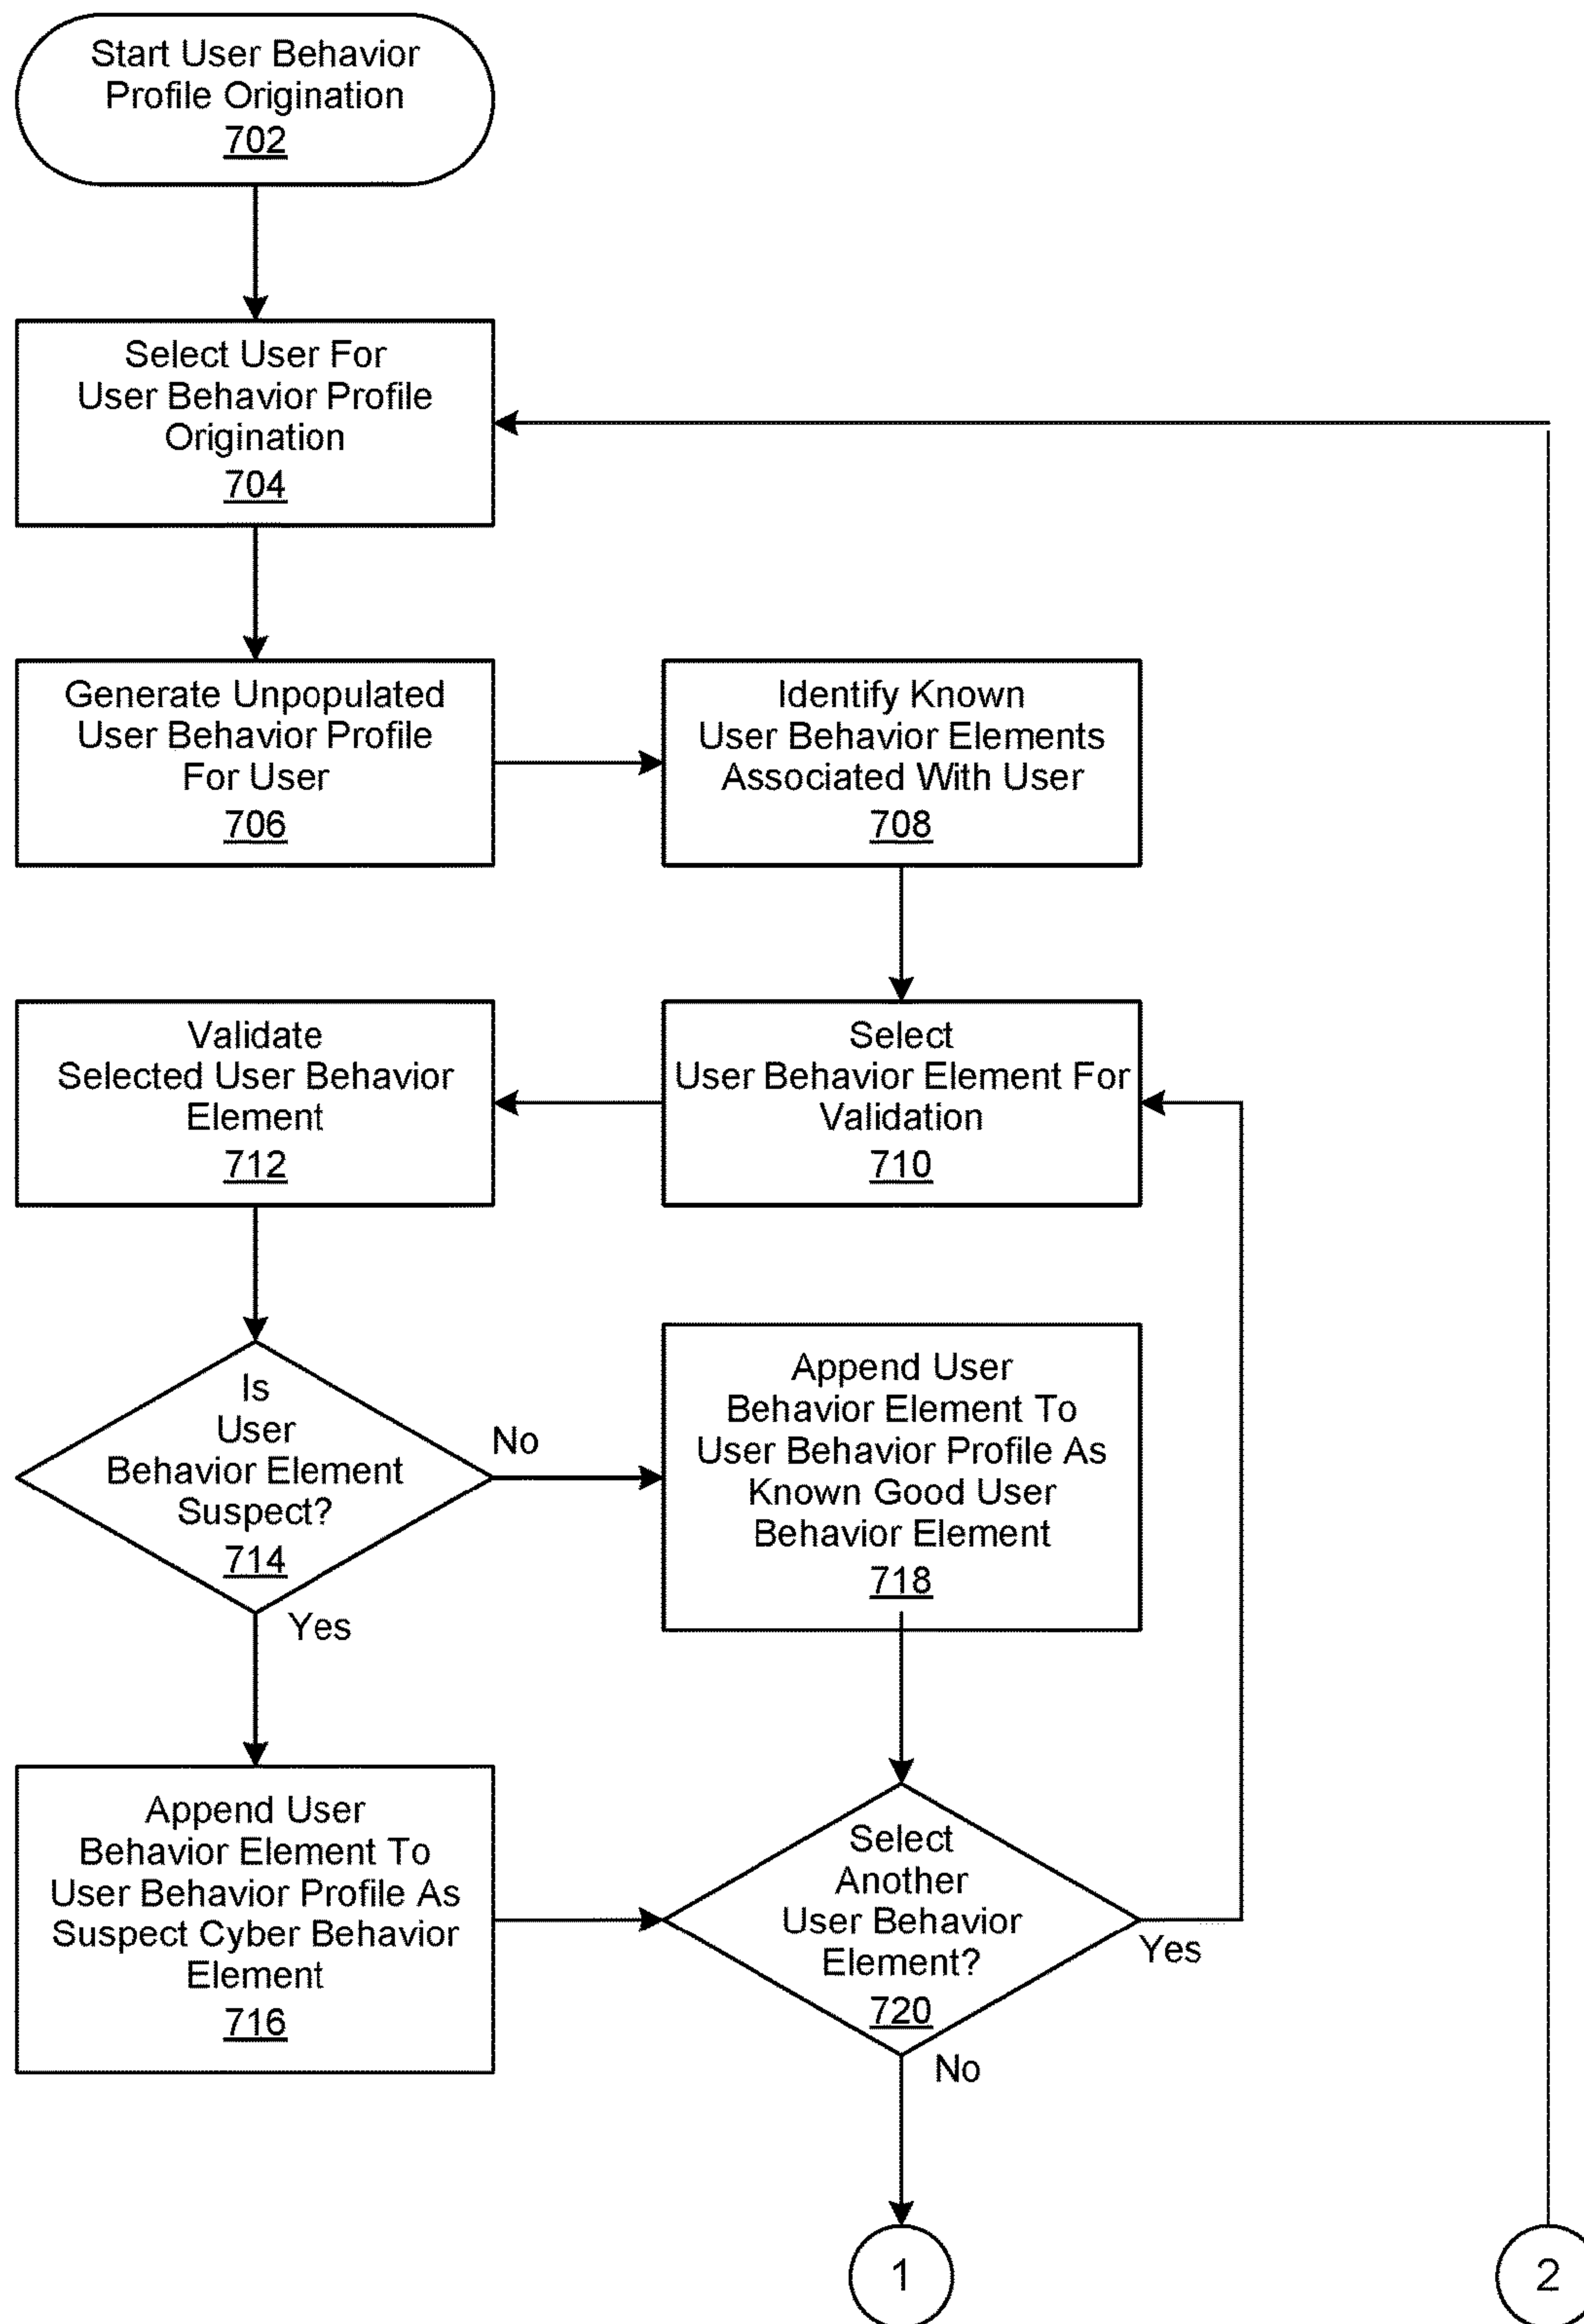 Start User Behavior
Profile Origination
702
Select User For
User Behavior Profile
Origination
704
Generate Unpopulated
User Behavior Profile
For User
706
Identify Known
User Behavior Elements
Associated With User
708
Select
User Behavior Element For
Validation
710
Validate
Selected User Behavior
Element
712
Is
User
Behavior Element
Suspect?
714
No
Yes
Append User
Behavior Element To
User Behavior Profile As
Known Good User
Behavior Element
718
Append User
Behavior Element To
User Behavior Profile As
Suspect Cyber Behavior
Element
716
Select
Another
User Behavior
Element?
720
Yes
No
1
2